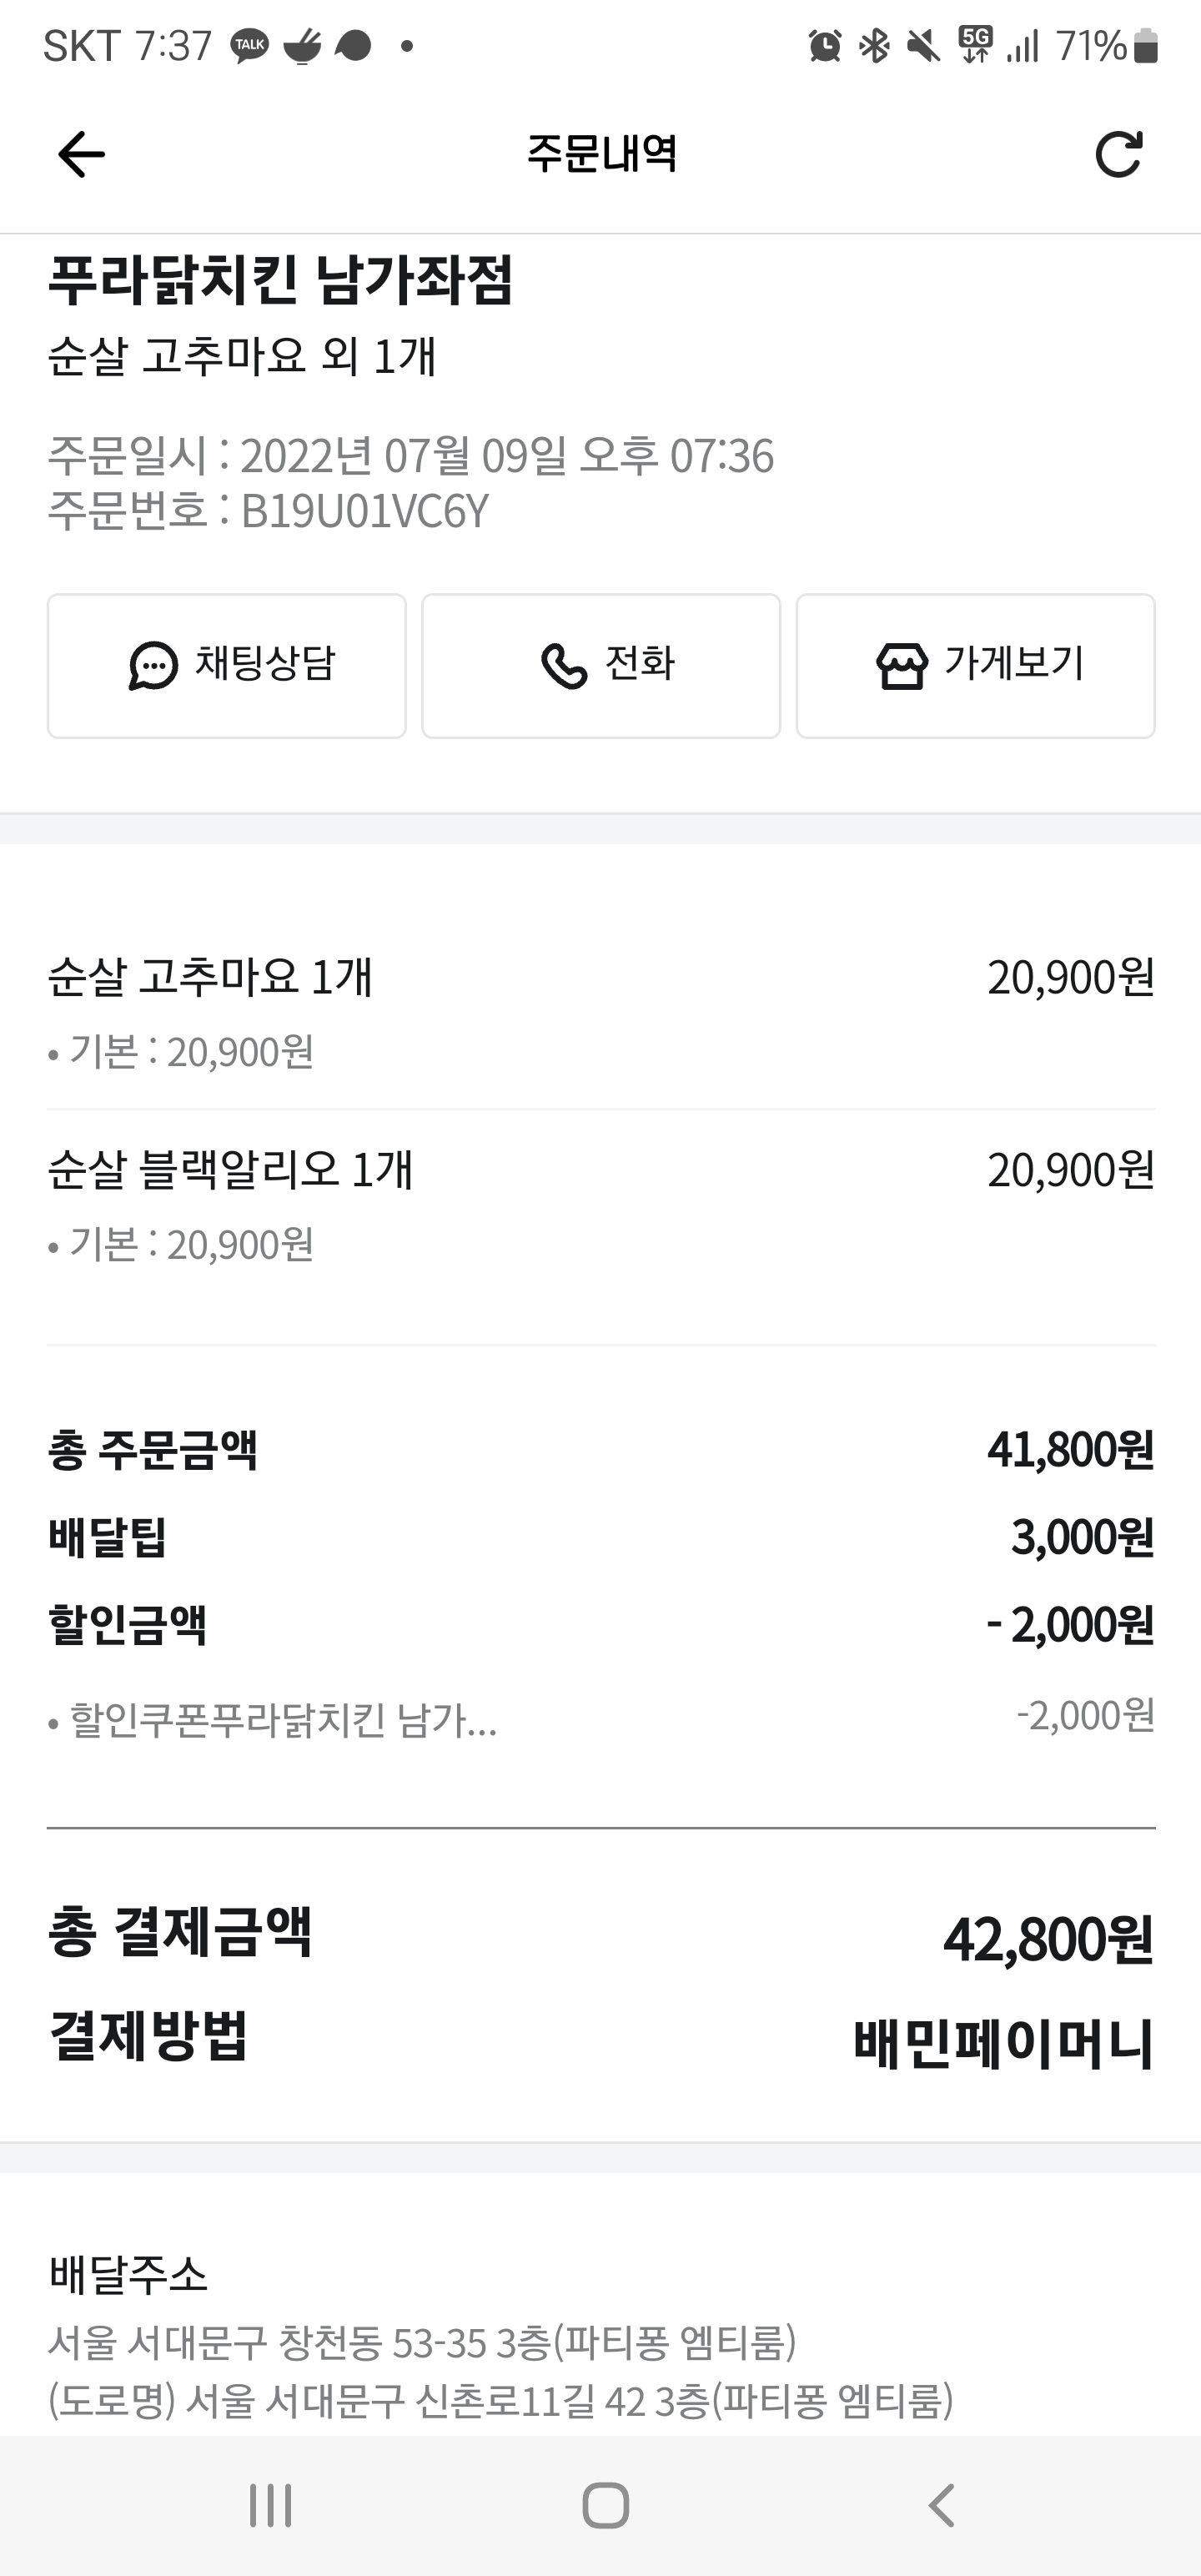 SKT 7:37 TALK 5G 71%
주문내역
푸라닭치킨 남가좌점
순살 고추마요 외 1개
주문일시 : 2022년 07월 09일 오후 07:36
주문번호 : B19U01VC6Y
채팅상담 전화 가게보기
순살 고추마요 1개 20,900원
• 기본 : 20,900원
순살 블랙알리오 1개 20,900원
• 기본 : 20,900원
총 주문금액 41,800원
배달팁 3,000원
할인금액 - 2,000원
• 할인쿠폰푸라닭치킨 남가... -2,000원
총 결제금액 42,800원
결제방법 배민페이머니
배달주소
서울 서대문구 창천동 53-35 3층(파티퐁 엠티룸)
(도로명) 서울 서대문구 신촌로11길 42 3층(파티퐁 엠티룸)